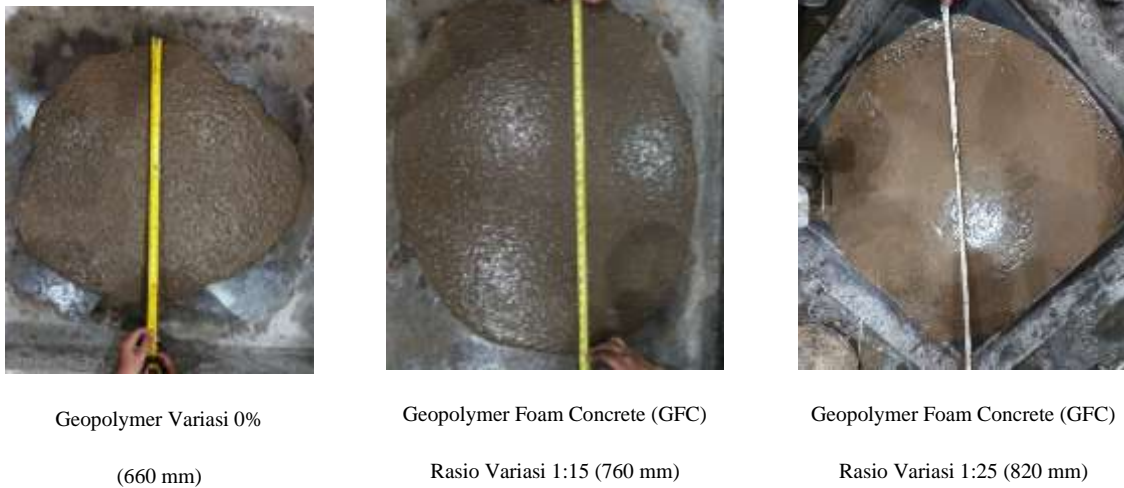 Geopolymer Variasi 0%
(660 mm)
Geopolymer Foam Concrete (GFC)
Rasio Variasi 1:15 (760 mm)
Geopolymer Foam Concrete (GFC)
Rasio Variasi 1:25 (820 mm)